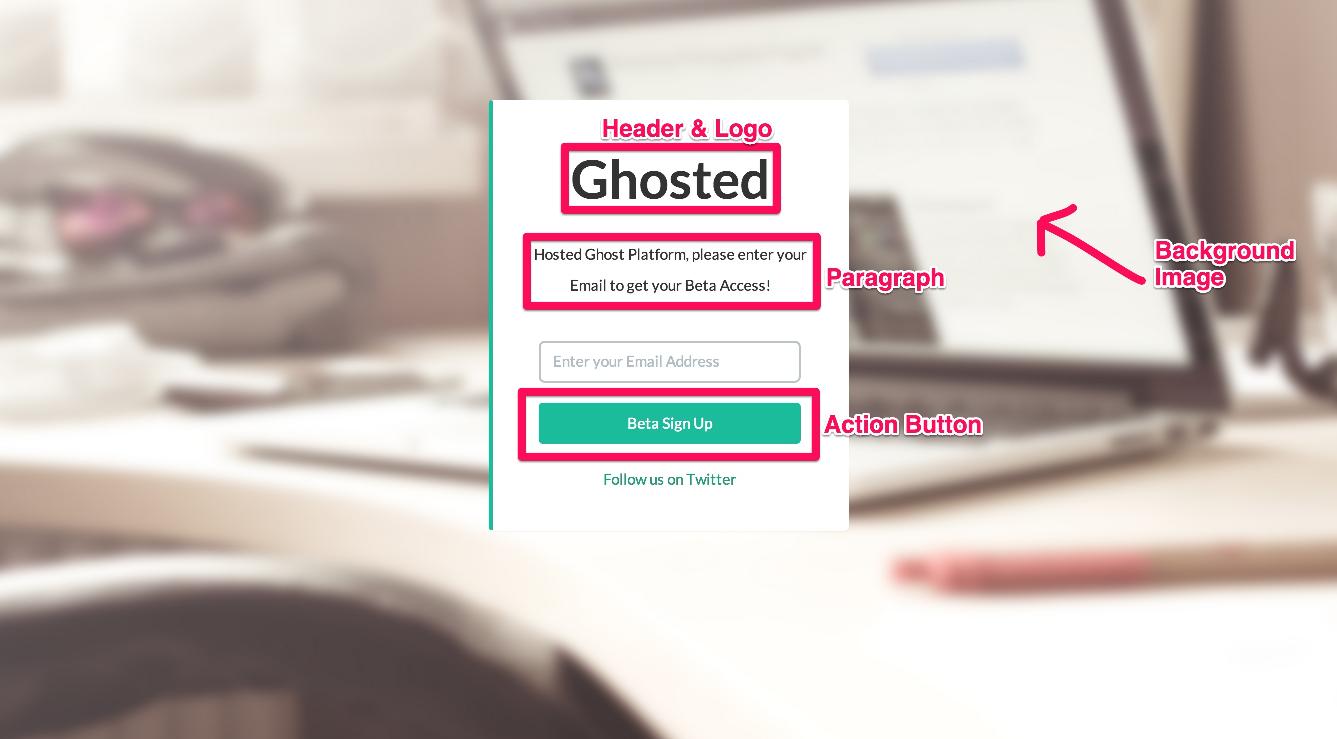 Header & Logo
Ghosted
Hosted Ghost Platform, please enter your
Email to get your Beta Access!
Paragraph
Background
Image
Enter your Email Address
Beta Sign Up
Action Button
Follow us on Twitter